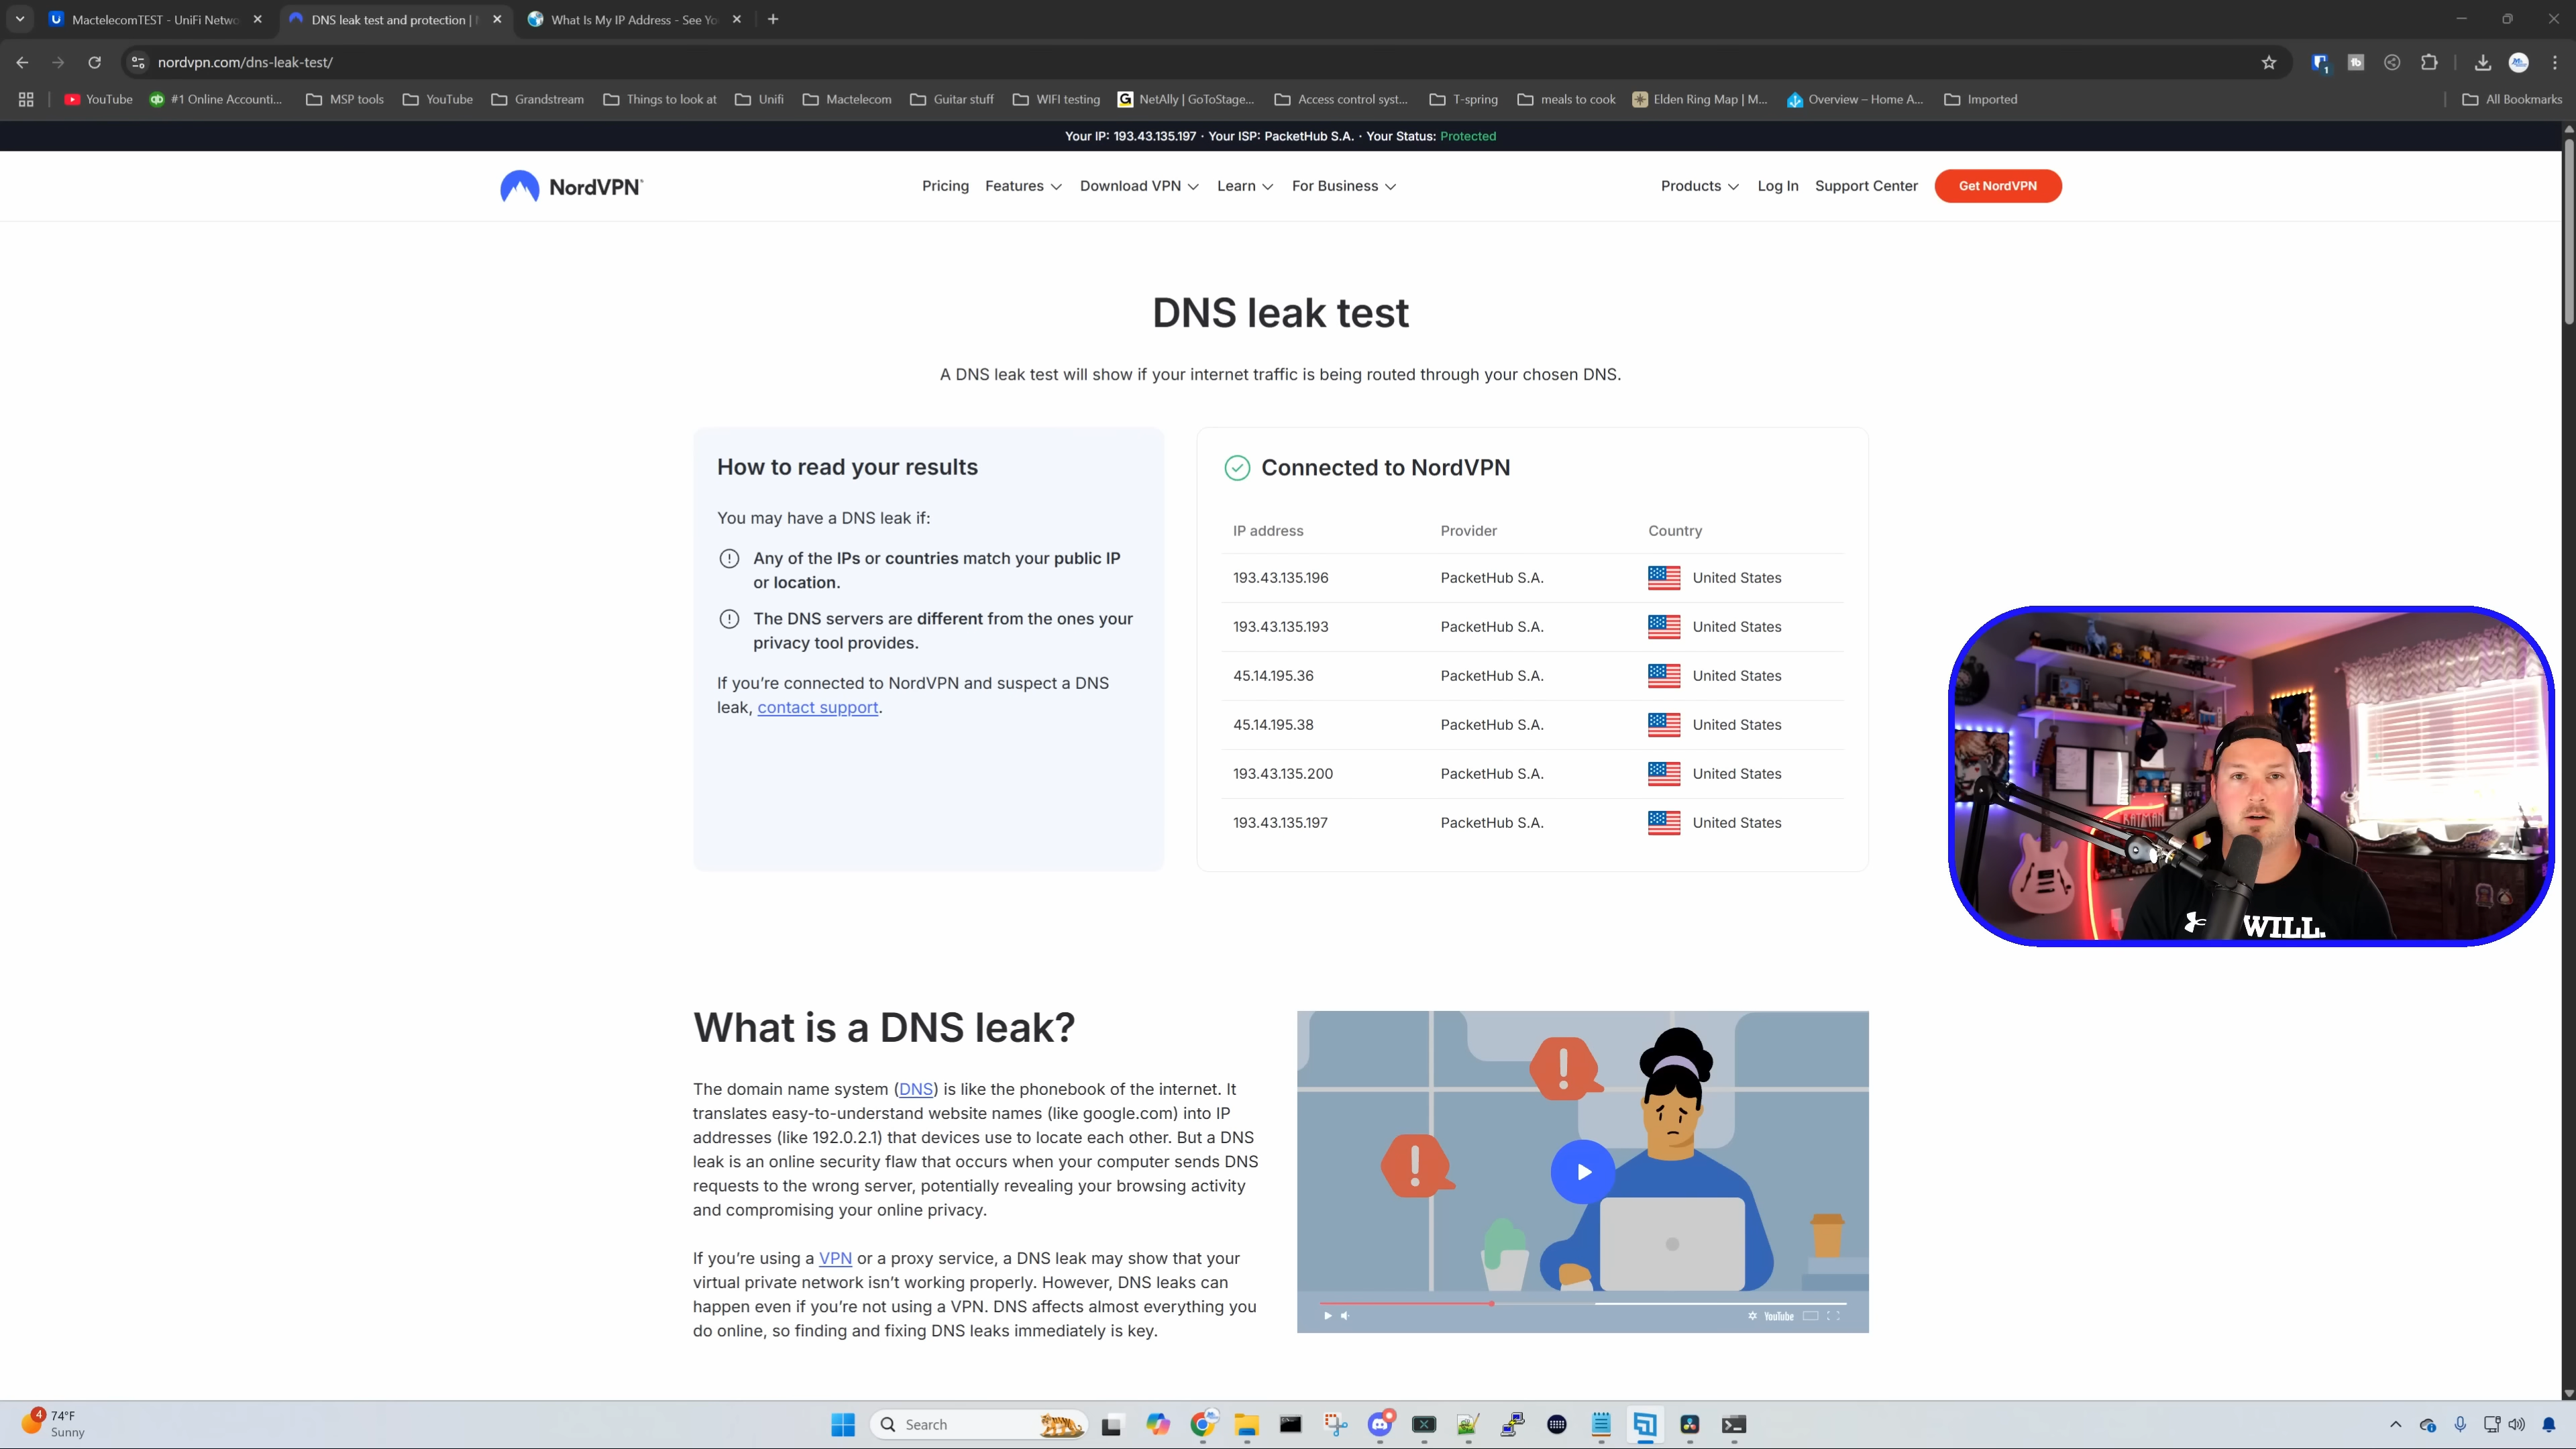 MactelecomTEST - UniFi Netwo
DNS leak test and protection |
What Is My IP Address - See Yo
nordvpn.com/dns-leak-test/
YouTube
#1 Online Accounti...
MSP tools
YouTube
Grandstream
Things to look at
Unifi
Mactelecom
Guitar stuff
WIFI testing
NetAlly | GoToStage...
Access control syst...
T-spring
meals to cook
Elden Ring Map | M...
Overview – Home A...
Imported
All Bookmarks
Your IP: 193.43.135.197 · Your ISP: PacketHub S.A. · Your Status: Protected
NordVPN
Pricing
Features
Download VPN
Learn
For Business
Products
Log In
Support Center
Get NordVPN
DNS leak test
A DNS leak test will show if your internet traffic is being routed through your chosen DNS.
How to read your results
You may have a DNS leak if:
Any of the IPs or countries match your public IP
or location.
The DNS servers are different from the ones your
privacy tool provides.
If you’re connected to NordVPN and suspect a DNS
leak, contact support.
Connected to NordVPN
IP address Provider Country
193.43.135.196 PacketHub S.A. United States
193.43.135.193 PacketHub S.A. United States
45.14.195.36 PacketHub S.A. United States
45.14.195.38 PacketHub S.A. United States
193.43.135.200 PacketHub S.A. United States
193.43.135.197 PacketHub S.A. United States
WILL.
What is a DNS leak?
The domain name system (DNS) is like the phonebook of the internet. It
translates easy-to-understand website names (like google.com) into IP
addresses (like 192.0.2.1) that devices use to locate each other. But a DNS
leak is an online security flaw that occurs when your computer sends DNS
requests to the wrong server, potentially revealing your browsing activity
and compromising your online privacy.
If you’re using a VPN or a proxy service, a DNS leak may show that your
virtual private network isn’t working properly. However, DNS leaks can
happen even if you’re not using a VPN. DNS affects almost everything you
do online, so finding and fixing DNS leaks immediately is key.
YouTube
4
74°F
Sunny
Search